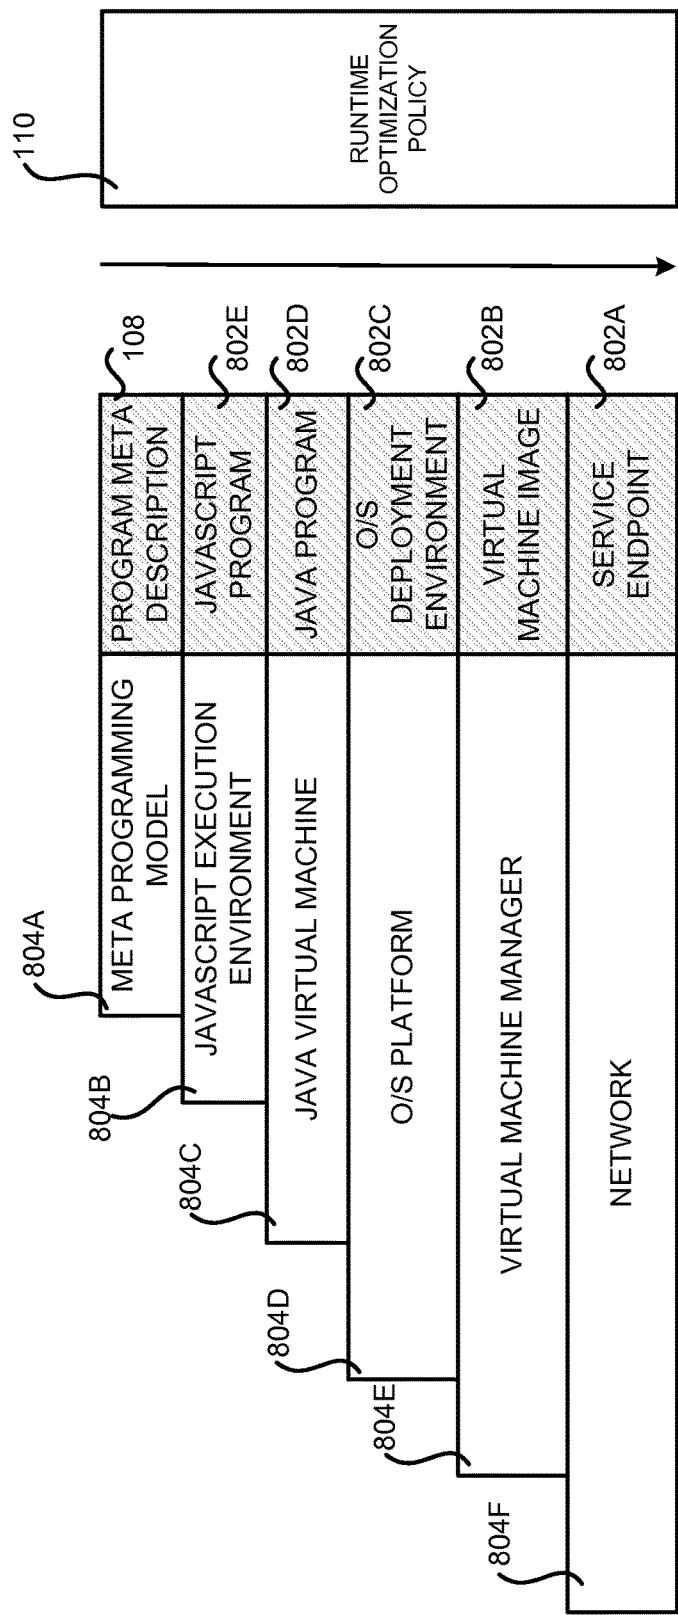 804A
META PROGRAMMING
MODEL
PROGRAM META
DESCRIPTION
108
110
804B
JAVASCRIPT EXECUTION
ENVIRONMENT
JAVASCRIPT
PROGRAM
802E
804C
JAVA VIRTUAL MACHINE
JAVA PROGRAM
802D
804D
O/S PLATFORM
O/S
DEPLOYMENT
ENVIRONMENT
802C
RUNTIME
OPTIMIZATION
POLICY
804E
VIRTUAL MACHINE MANAGER
VIRTUAL
MACHINE IMAGE
802B
804F
NETWORK
SERVICE
ENDPOINT
802A